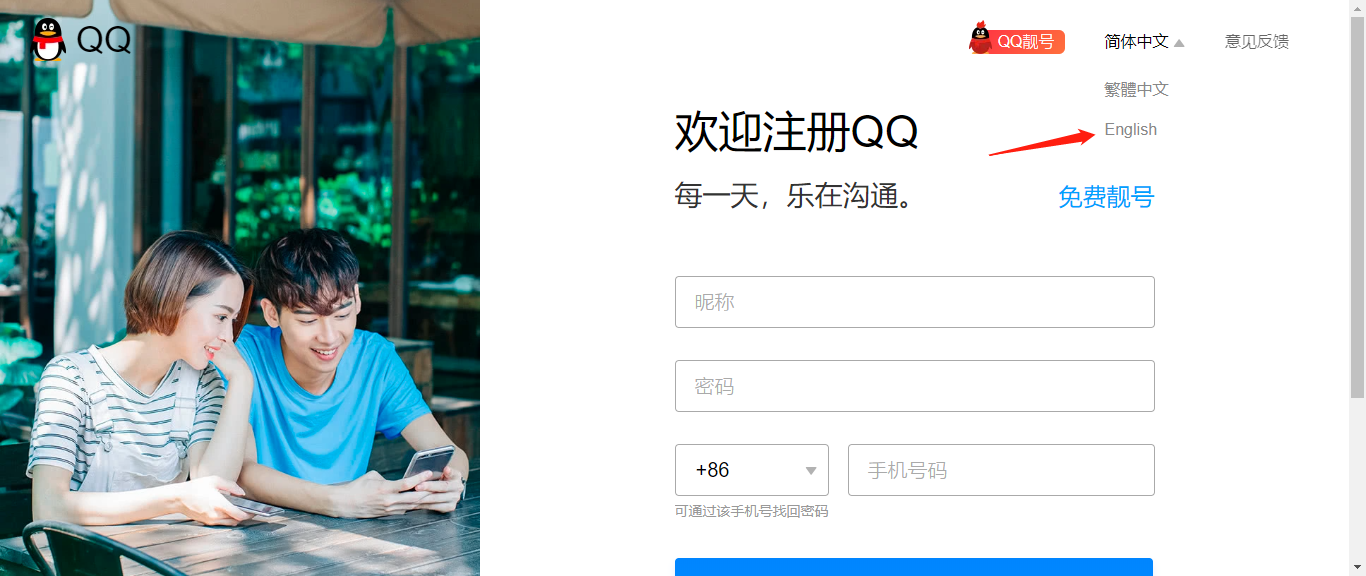 QQ
QQ靓号
简体中文
意见反馈
繁體中文
English
欢迎注册QQ
每一天，乐在沟通。
免费靓号
昵称
密码
+86
手机号码
可通过该手机号找回密码